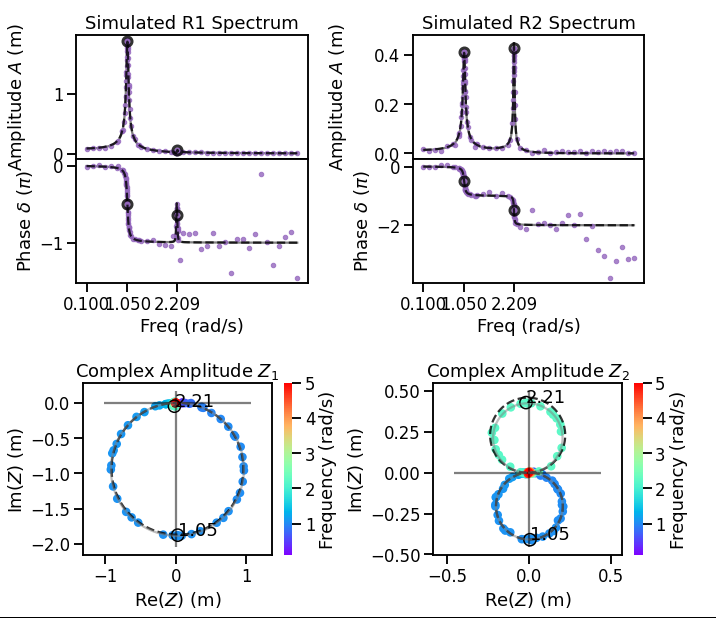 Simulated R1 Spectrum
Amplitude A (m)
1
0
Phase δ (π)
0
−1
0.100
1.050
2.209
Freq (rad/s)
Simulated R2 Spectrum
Amplitude A (m)
0.4
0.2
0.0
Phase δ (π)
0
−2
0.100
1.050
2.209
Freq (rad/s)
Complex Amplitude Z₁
Im(Z) (m)
0.0
−0.5
−1.0
−1.5
−2.0
2.21
1.05
−1
0
1
Re(Z) (m)
5
4
3
2
1
Frequency (rad/s)
Complex Amplitude Z₂
Im(Z) (m)
0.50
0.25
0.00
−0.25
−0.50
2.21
1.05
−0.5
0.0
0.5
Re(Z) (m)
5
4
3
2
1
Frequency (rad/s)